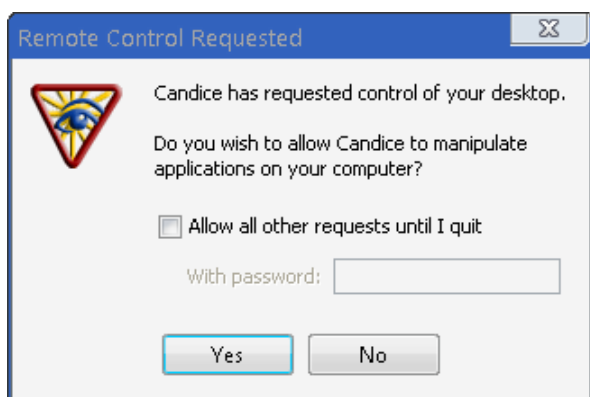 Remote Control Requested
Candice has requested control of your desktop.
Do you wish to allow Candice to manipulate
applications on your computer?
Allow all other requests until I quit
With password:
Yes
No